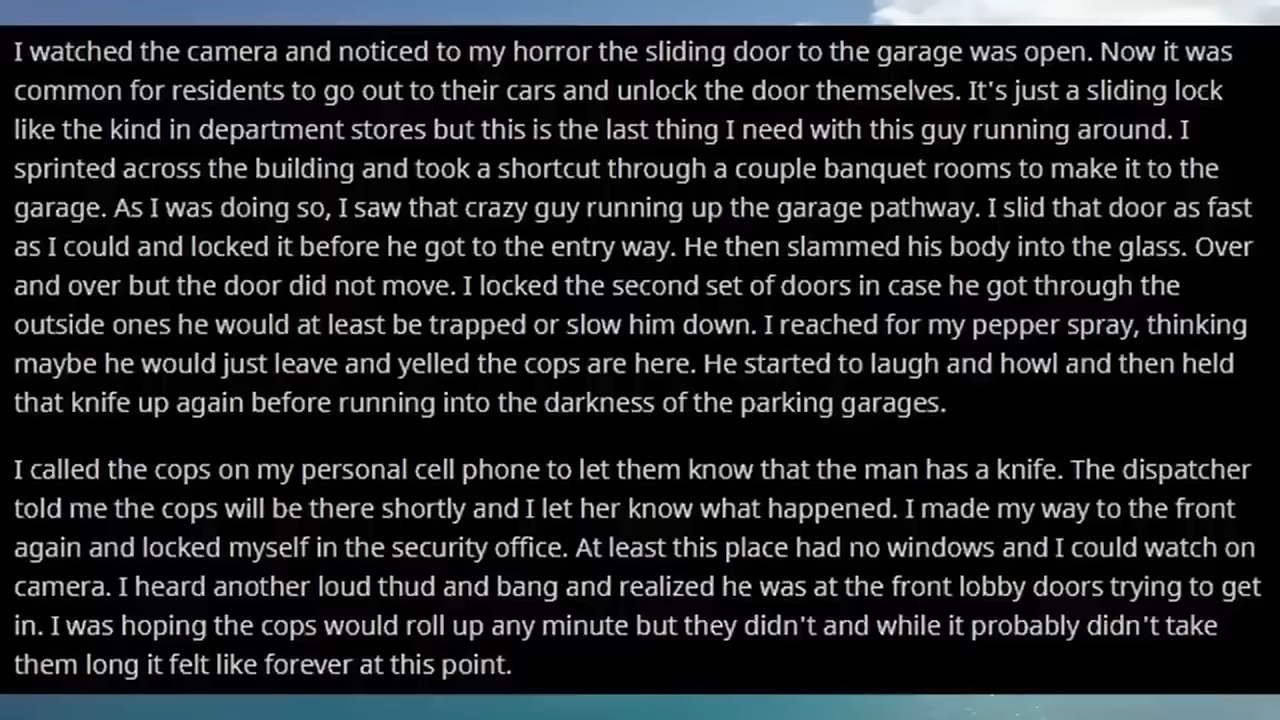 I watched the camera and noticed to my horror the sliding door to the garage was open. Now it was
common for residents to go out to their cars and unlock the door themselves. It's just a sliding lock
like the kind in department stores but this is the last thing I need with this guy running around. I
sprinted across the building and took a shortcut through a couple banquet rooms to make it to the
garage. As I was doing so, I saw that crazy guy running up the garage pathway. I slid that door as fast
as I could and locked it before he got to the entry way. He then slammed his body into the glass. Over
and over but the door did not move. I locked the second set of doors in case he got through the
outside ones he would at least be trapped or slow him down. I reached for my pepper spray, thinking
maybe he would just leave and yelled the cops are here. He started to laugh and howl and then held
that knife up again before running into the darkness of the parking garages.
I called the cops on my personal cell phone to let them know that the man has a knife. The dispatcher
told me the cops will be there shortly and I let her know what happened. I made my way to the front
again and locked myself in the security office. At least this place had no windows and I could watch on
camera. I heard another loud thud and bang and realized he was at the front lobby doors trying to get
in. I was hoping the cops would roll up any minute but they didn't and while it probably didn't take
them long it felt like forever at this point.